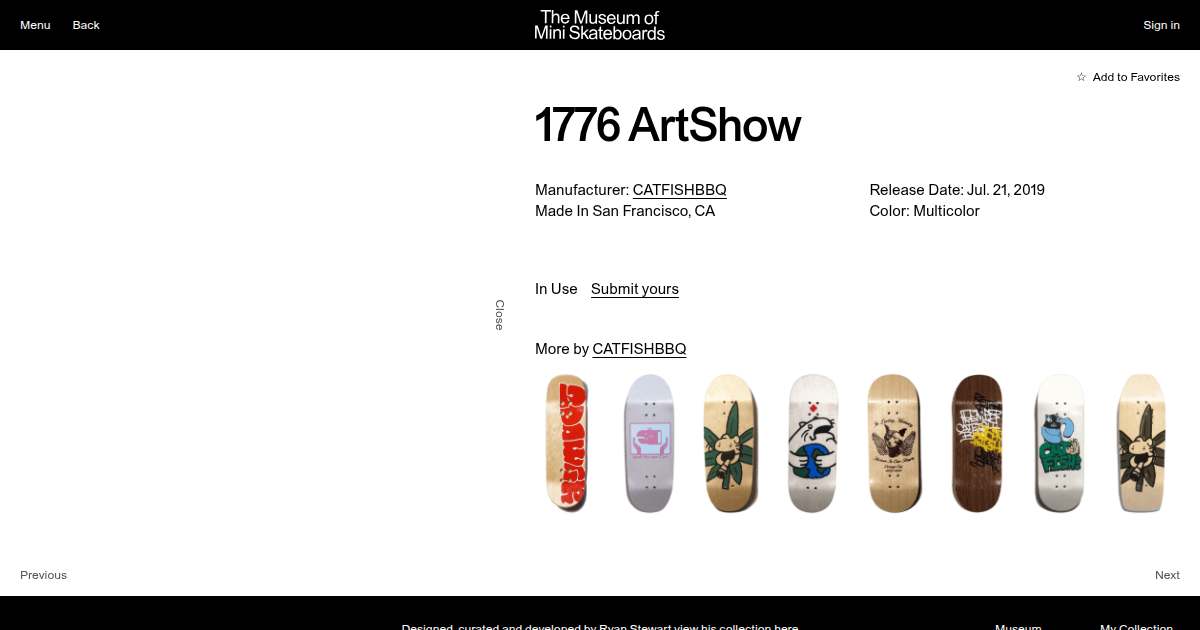 Menu
Back
The Museum of
Mini Skateboards
Sign in
☆ Add to Favorites
1776 ArtShow
Manufacturer: CATFISHBBQ
Made In San Francisco, CA
Release Date: Jul. 21, 2019
Color: Multicolor
In Use Submit yours
Close
More by CATFISHBBQ
Previous
Next
Designed, curated and developed by Ryan Stewart view his collection here
Museum
My Collection